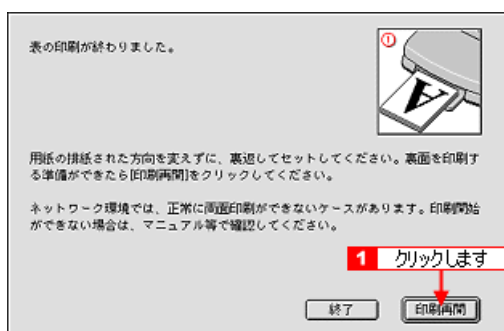 表の印刷が終わりました。
①
A
用紙の排紙された方向を変えずに、裏返してセットしてください。裏面を印刷す
る準備ができたら[印刷再開]をクリックしてください。
ネットワーク環境では、正常に両面印刷ができないケースがあります。印刷開始
ができない場合は、マニュアル等で確認してください。
1 クリックします
終了
印刷再開